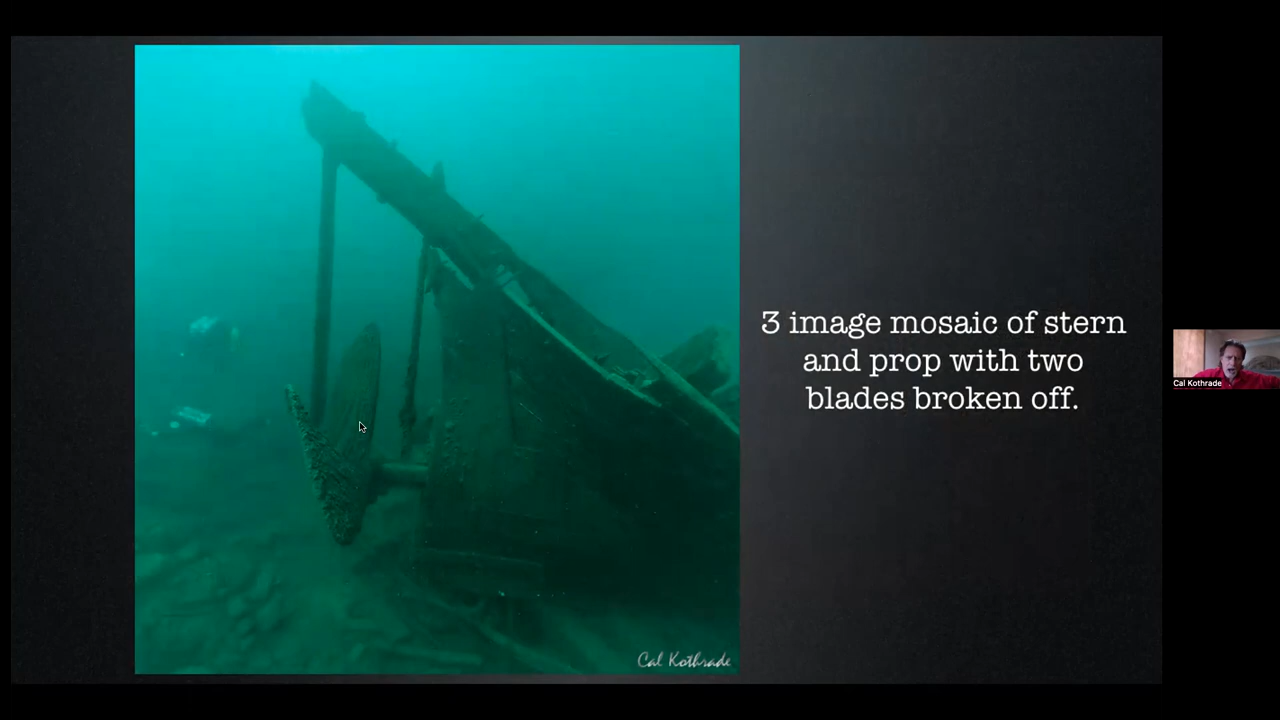 3 image mosaic of stern
and prop with two
blades broken off.
Cal Kothrade
Cal Kothrade